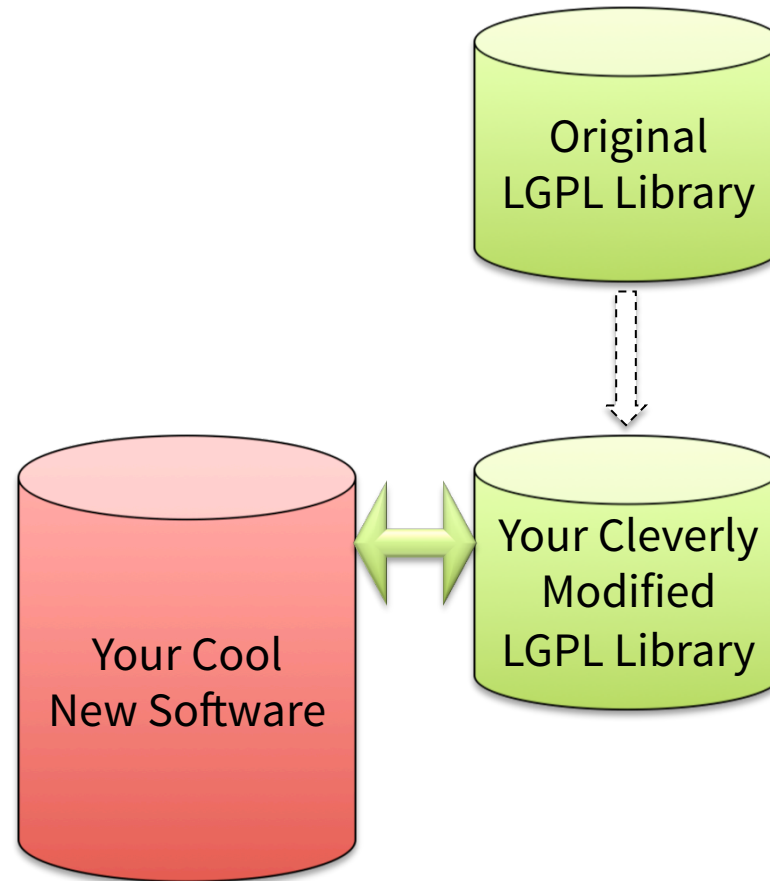 Original
LGPL Library
Your Cleverly
Modified
LGPL Library
Your Cool
New Software